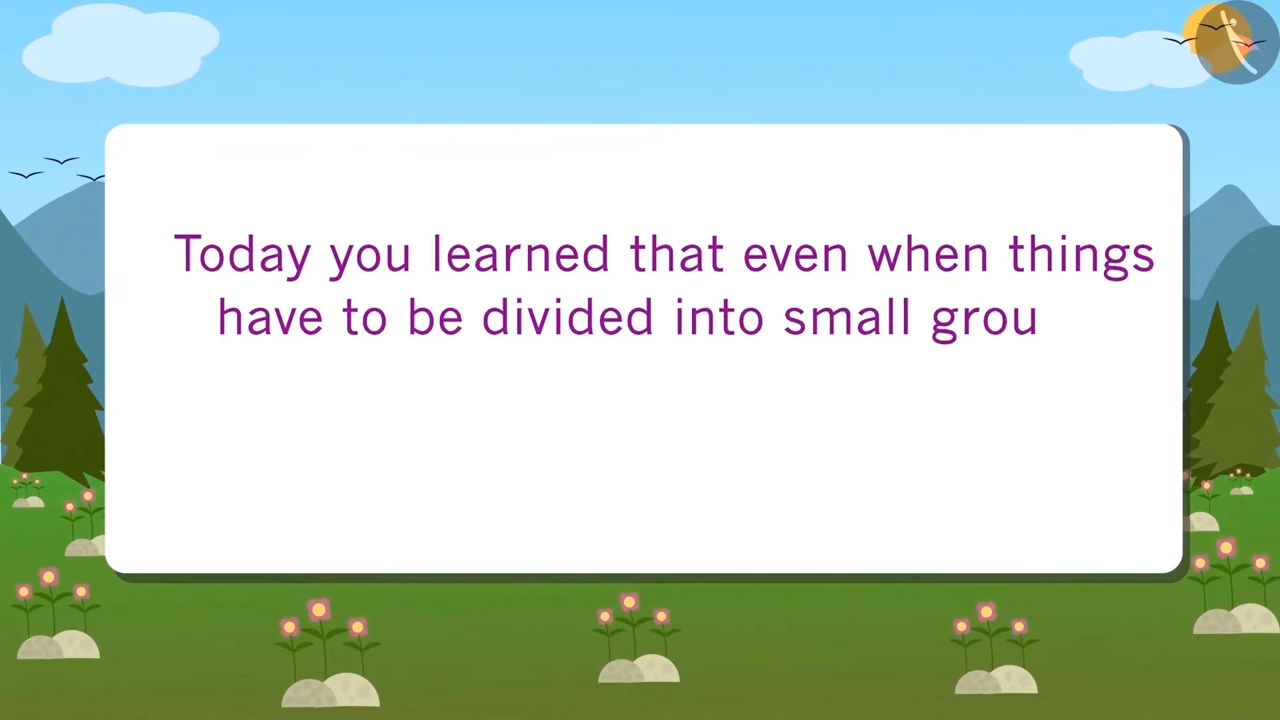 Today you learned that even when things
have to be divided into small grou